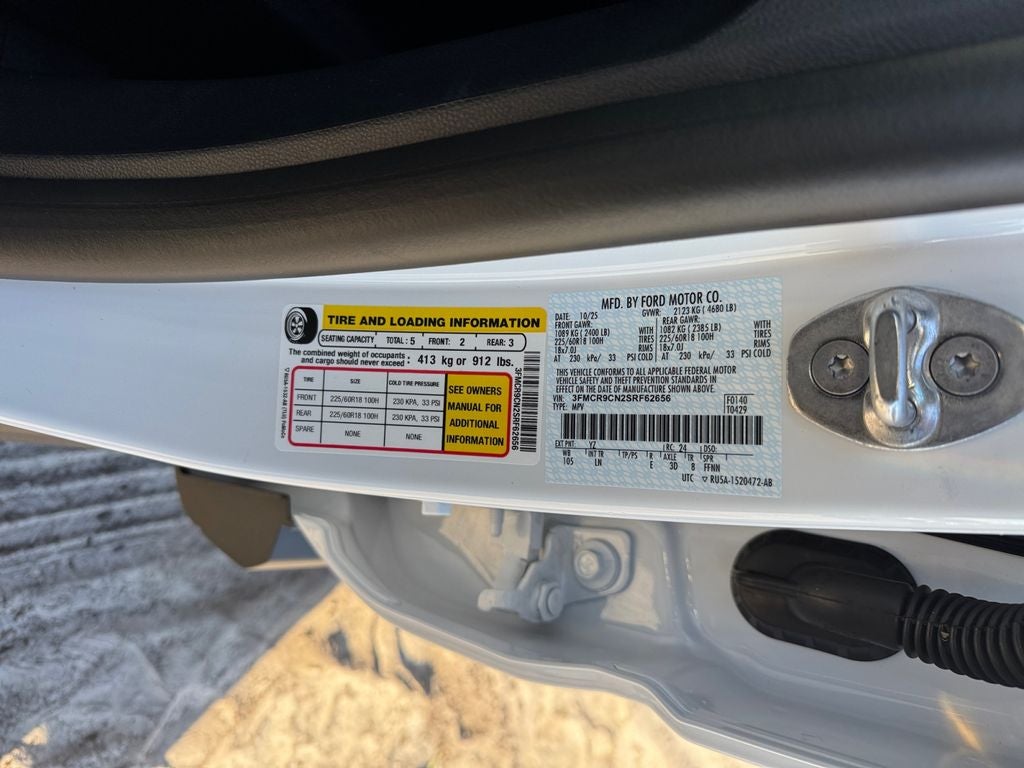 TIRE AND LOADING INFORMATION
SEATING CAPACITY TOTAL: 5 FRONT: 2 REAR: 3
The combined weight of occupants
and cargo should never exceed : 413 kg or 912 lbs.
TIRE SIZE COLD TIRE PRESSURE
FRONT 225/60R18 100H 230 KPA, 33 PSI
REAR 225/60R18 100H 230 KPA, 33 PSI
SPARE NONE NONE
SEE OWNERS
MANUAL FOR
ADDITIONAL
INFORMATION
3FMCR9CN2SRF62656
MFD. BY FORD MOTOR CO.
DATE: 10/25 GVWR: 2123 KG ( 4680 LB)
FRONT GAWR: REAR GAWR:
1089 KG ( 2400 LB) WITH 1082 KG ( 2385 LB) WITH
225/60R18 100H TIRES 225/60R18 100H TIRES
18x7.0J RIMS 18x7.0J RIMS
AT 230 kPa/ 33 PSI COLD AT 230 kPa/ 33 PSI COLD
THIS VEHICLE CONFORMS TO ALL APPLICABLE FEDERAL MOTOR
VEHICLE SAFETY AND THEFT PREVENTION STANDARDS IN
EFFECT ON THE DATE OF MANUFACTURE SHOWN ABOVE.
VIN: 3FMCR9CN2SRF62656 F0140
TYPE: MPV T0429
EXT PNT: YZ RC: 24 DSO:
WB INT TR TP/PS R AXLE TR SPR
105 LN E 3D 8 FFNN
UTC ▽ RU5A-1520472-AB